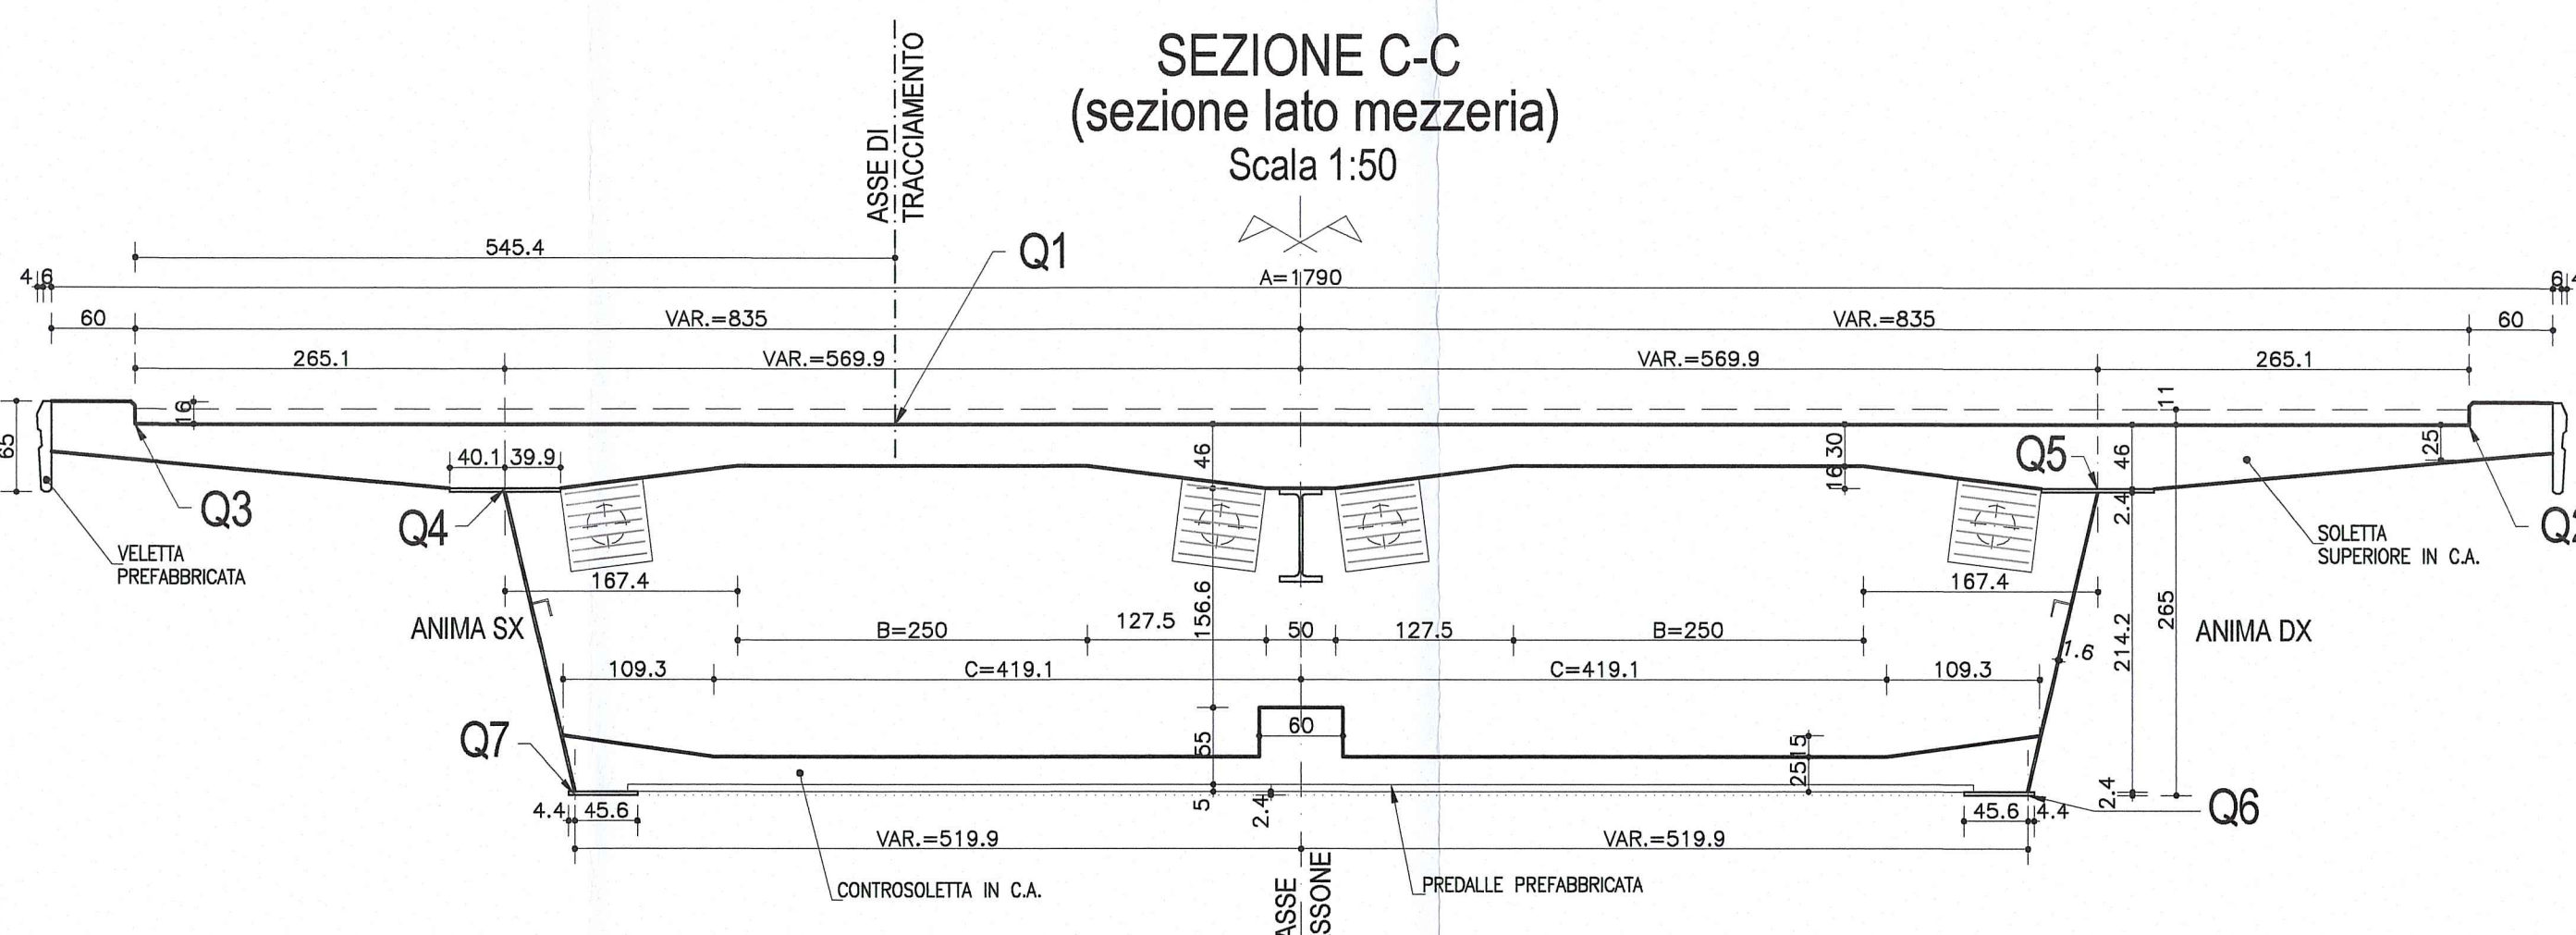 ASSE DI
TRACCIAMENTO
SEZIONE C-C
(sezione lato mezzeria)
Scala 1:50
545.4
Q1
4 6
A=1790
6
60
VAR.=835
VAR.=835
60
265.1
VAR.=569.9
VAR.=569.9
265.1
65
16
11
40.1 39.9
46
30
16
Q5
46
25
2.4
Q3
Q4
VELETTA
PREFABBRICATA
SOLETTA
SUPERIORE IN C.A.
167.4
167.4
ANIMA SX
156.6
B=250
127.5
50
127.5
B=250
214.2
265
ANIMA DX
1.6
109.3
C=419.1
C=419.1
109.3
Q7
55
60
15
25
4.4 45.6
5
2.4
2.4
45.6 4.4
Q6
VAR.=519.9
VAR.=519.9
CONTROSOLETTA IN C.A.
PREDALLE PREFABBRICATA
ASSE